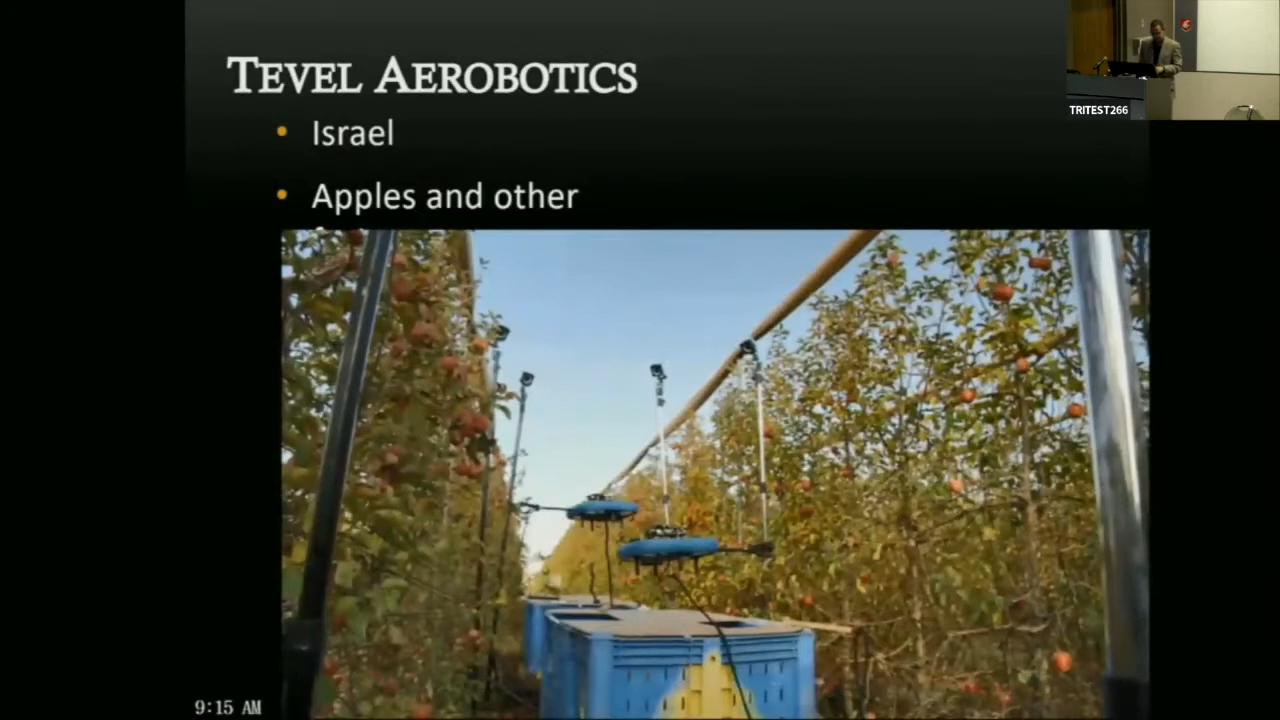 TEVEL AEROBOTICS
• Israel
• Apples and other
TRITEST266
9:15 AM